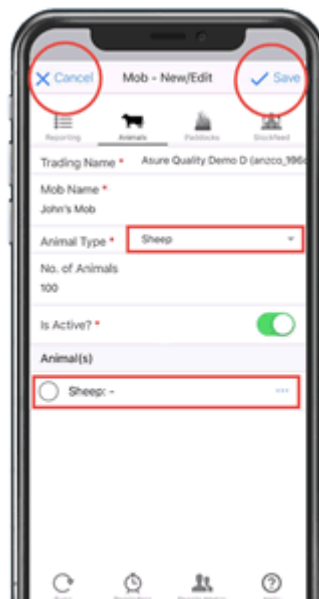 Cancel Mob - New/Edit Save
Reporting Animals Paddocks Stockfeed
Trading Name * Asure Quality Demo D (anzco_196
Mob Name *
John's Mob
Animal Type * Sheep
No. of Animals
100
Is Active? *
Animal(s)
Sheep: -